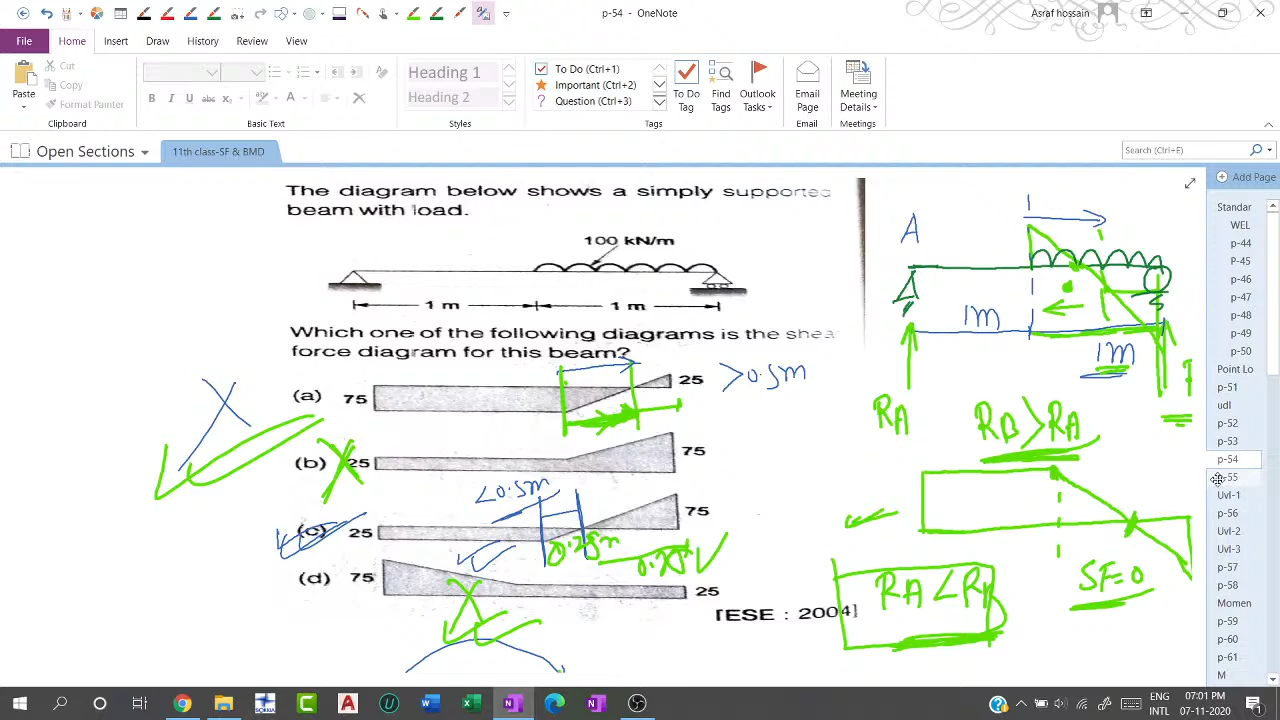 p-54 - OneNote
Asraf hossain
File Home Insert Draw History Review View
Paste
Cut
Copy
Format Painter
Clipboard
Basic Text
Heading 1
Heading 2
Styles
To Do (Ctrl+1)
Important (Ctrl+2)
Question (Ctrl+3)
Tags
To Do Tag
Find Tags
Outlook Tasks
Email Page
Email
Meeting Details
Meetings
Open Sections
11th class-SF & BMD
Search (Ctrl+E)
Add Page
The diagram below shows a simply supported
beam with load.
100 kN/m
1 m 1 m
Which one of the following diagrams is the shea
force diagram for this beam?
(a) 75 25
>0.5m
(b) 25 75
<0.5m
(c) 25 75
0.25m
(d) 75 25
[ESE : 2004]
1
A
1m
1m
RA
RB>RA
SF=0
RA<RB
Standar
WEL
p-44
P-45
p-46
p-47
p-48
p-49
p-50
Point Lo
p-51
udl
p-52
p-53
p-54
Uvl-1
p-56
Uvl-2
Uvl-3
p-57
p-58
Momen
p-59
p-60
p-61
M
ENG
INTL
07:01 PM
07-11-2020